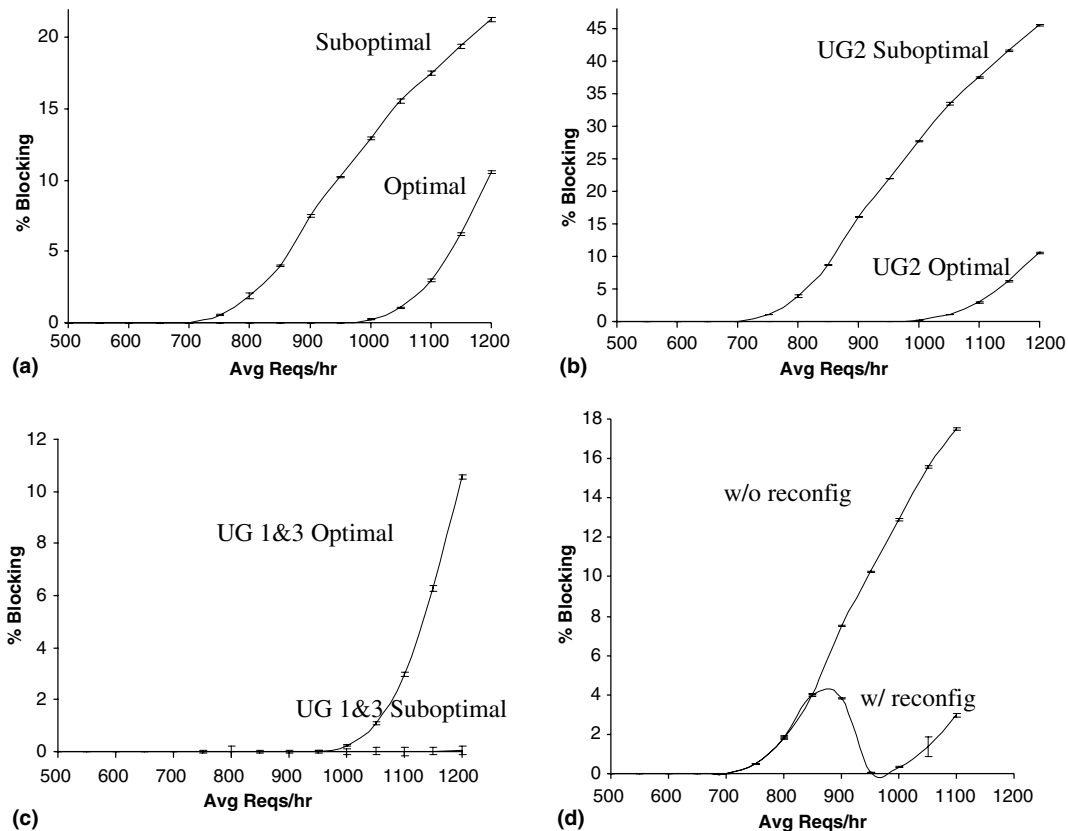 20
15
10
5
0
% Blocking
Suboptimal
Optimal
500 600 700 800 900 1000 1100 1200
Avg Reqs/hr
(a)
45
40
35
30
25
20
15
10
5
0
% Blocking
UG2 Suboptimal
UG2 Optimal
500 600 700 800 900 1000 1100 1200
Avg Reqs/hr
(b)
12
10
8
6
4
2
0
% Blocking
UG 1&3 Optimal
UG 1&3 Suboptimal
500 600 700 800 900 1000 1100 1200
Avg Reqs/hr
(c)
18
16
14
12
10
8
6
4
2
0
% Blocking
w/o reconfig
w/ reconfig
500 600 700 800 900 1000 1100 1200
Avg Reqs/hr
(d)